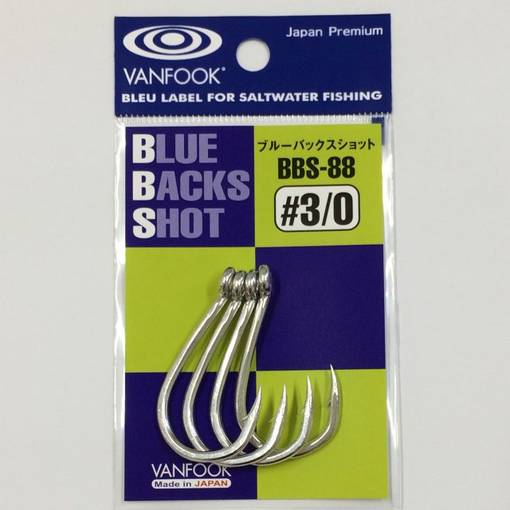 Japan Premium
VANFOOK®
BLEU LABEL FOR SALTWATER FISHING
BLUE
BACKS
SHOT
ブルーバックスショット
BBS-88
#3/0
VANFOOK
Made in JAPAN